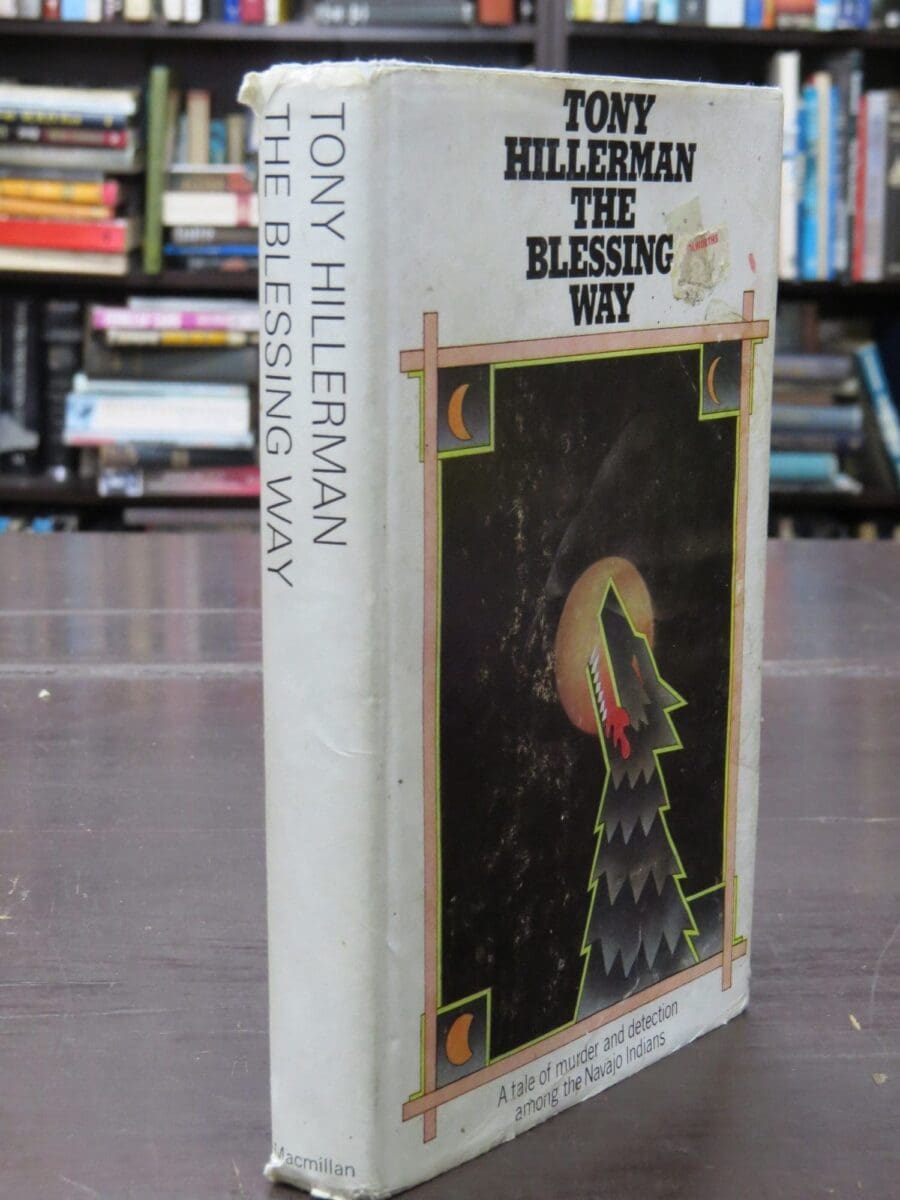 TONY HILLERMAN
THE BLESSING WAY
Macmillan
TONY
HILLERMAN
THE
BLESSING
WAY
A tale of murder and detection
among the Navajo Indians